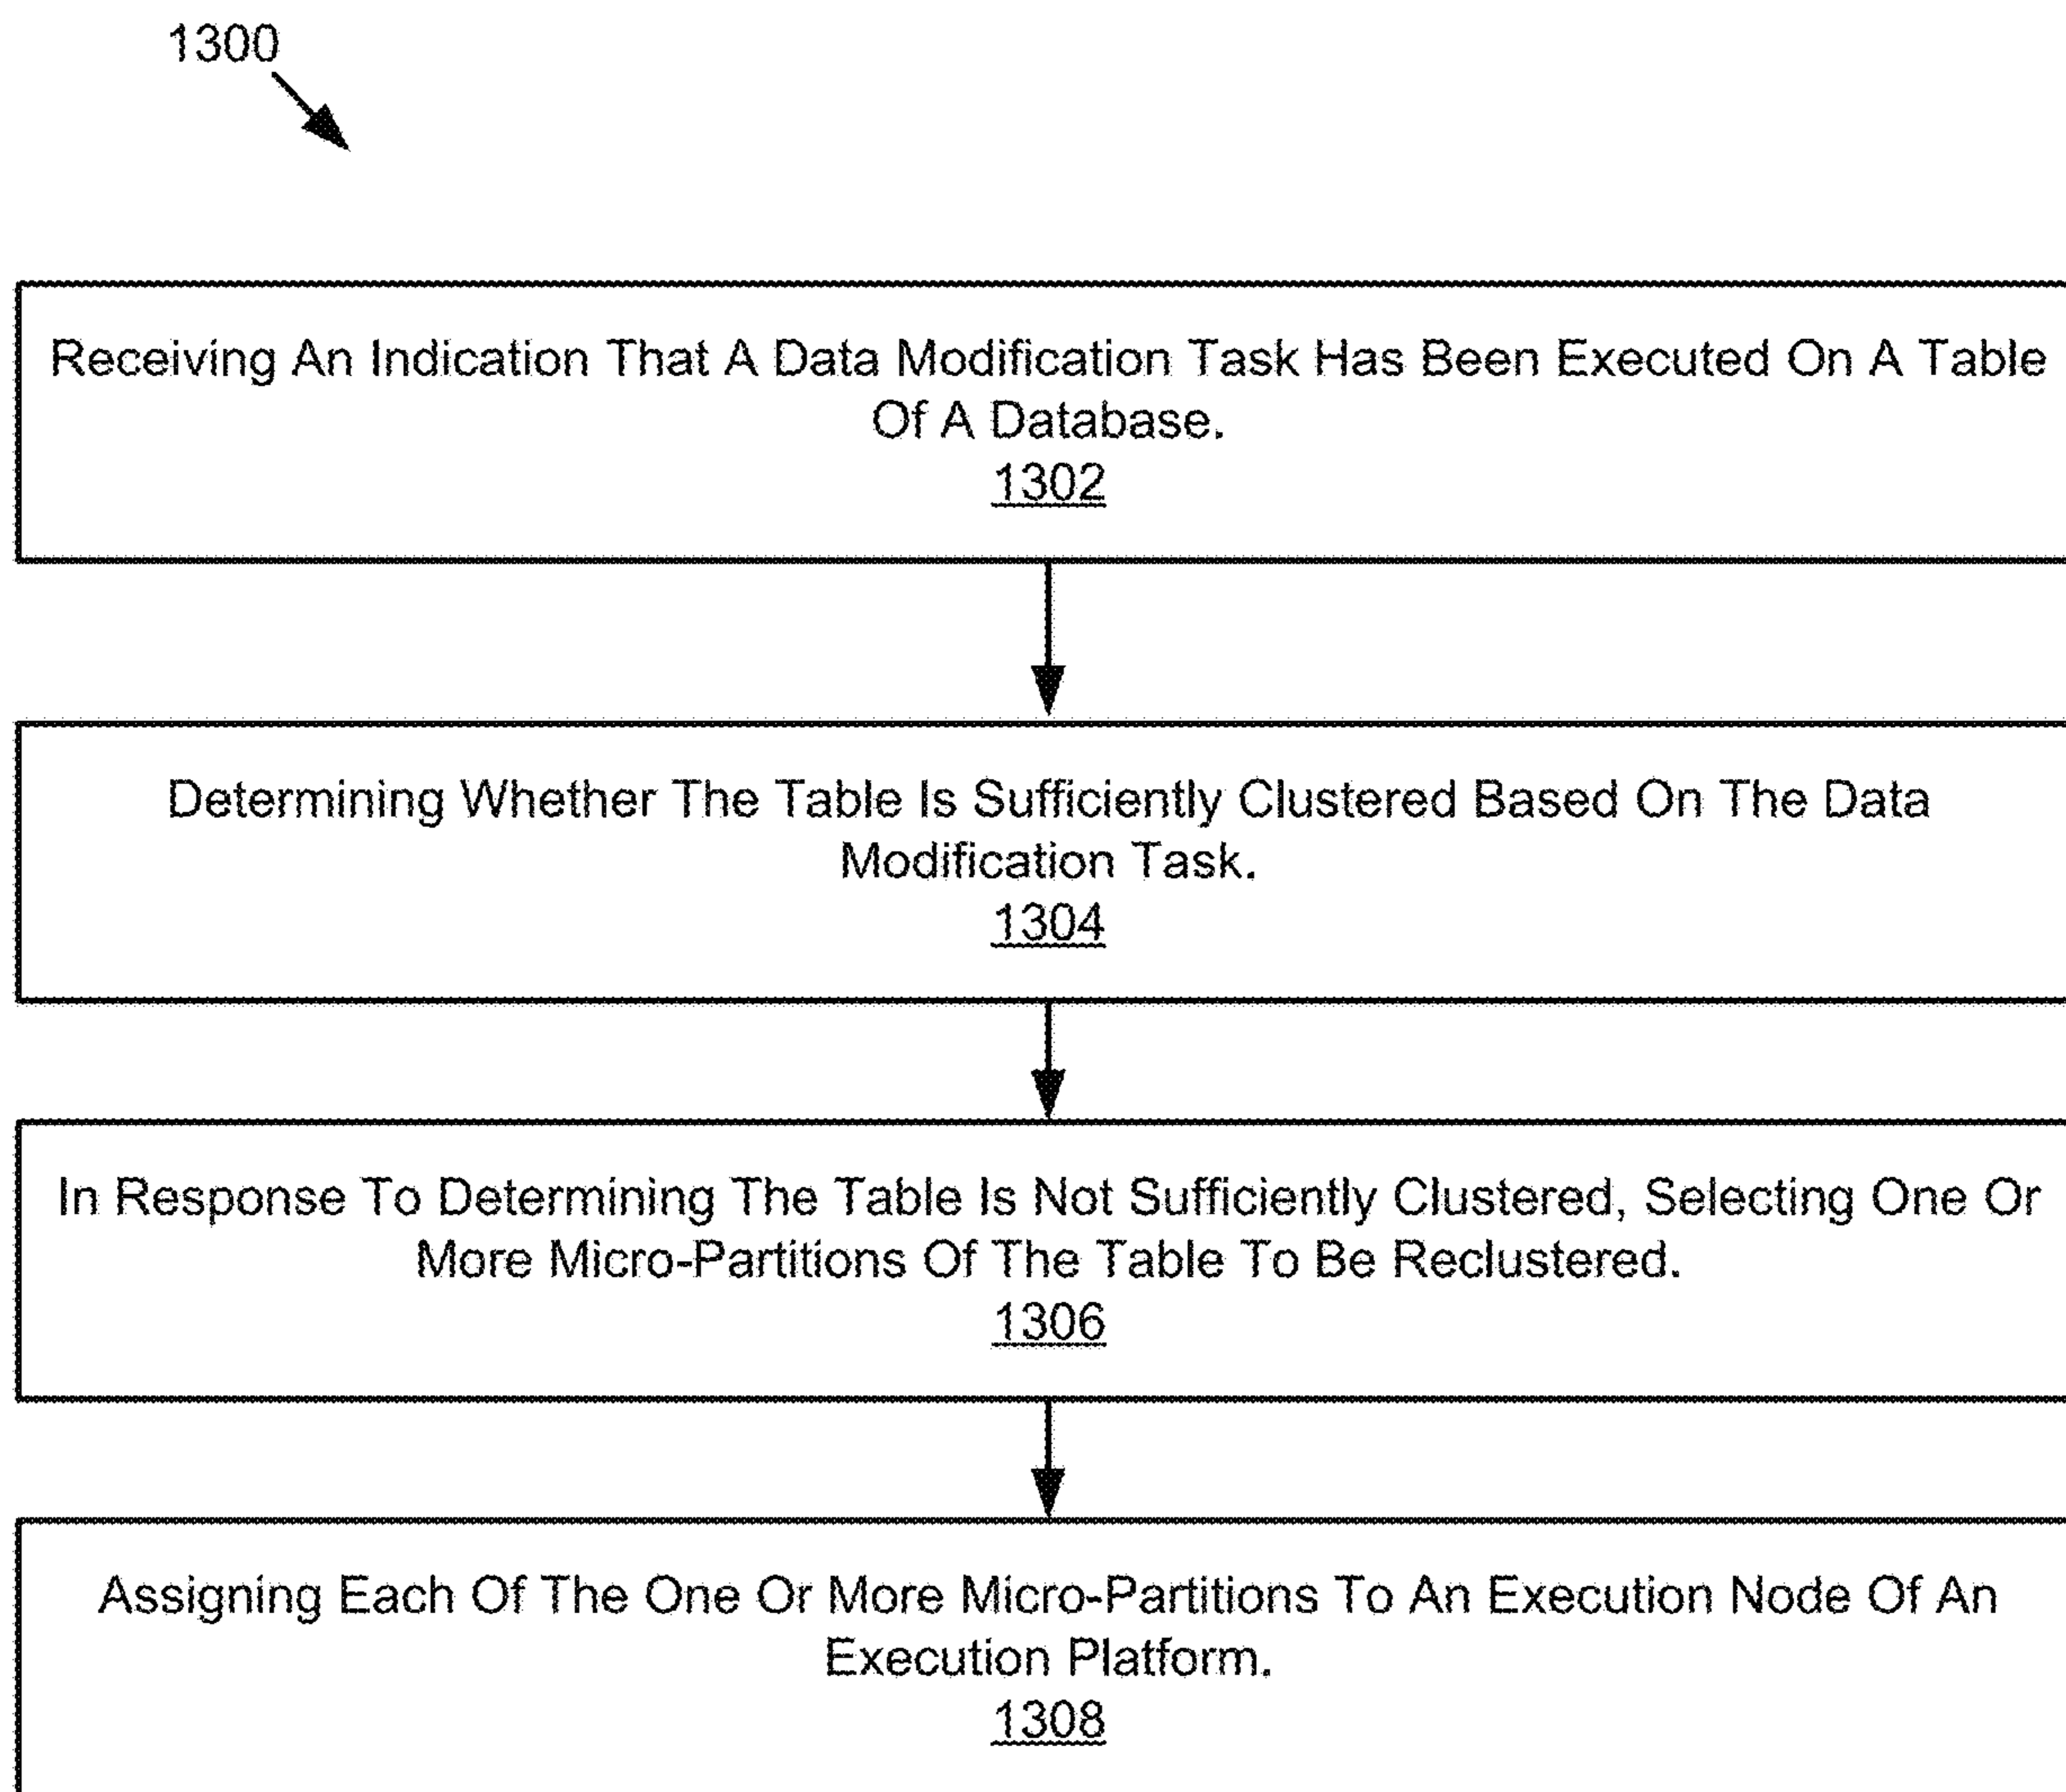 1300
Receiving An Indication That A Data Modification Task Has Been Executed On A Table
Of A Database.
1302
Determining Whether The Table Is Sufficiently Clustered Based On The Data
Modification Task.
1304
In Response To Determining The Table Is Not Sufficiently Clustered, Selecting One Or
More Micro-Partitions Of The Table To Be Reclustered.
1306
Assigning Each Of The One Or More Micro-Partitions To An Execution Node Of An
Execution Platform.
1308